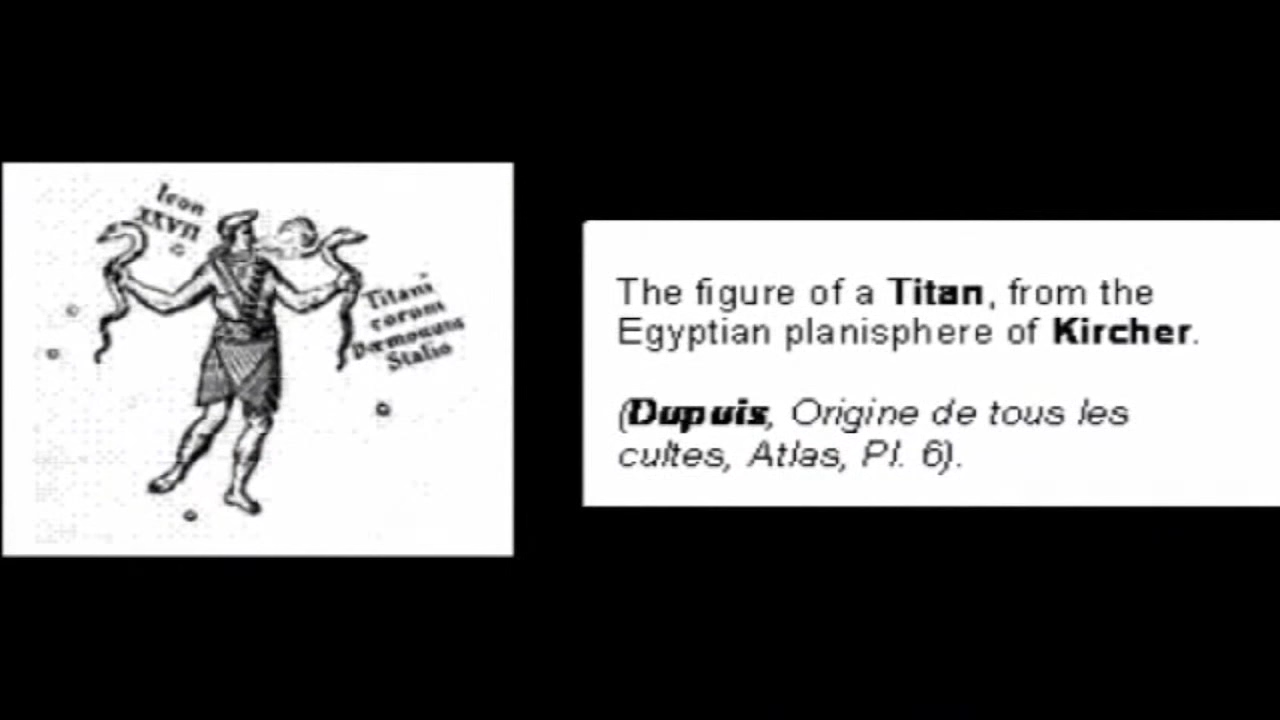 Icon
XXVII
Titani
corum
Dæmonum
Statio
The figure of a Titan, from the
Egyptian planisphere of Kircher.
(Dupuis, Origine de tous les
cultes, Atlas, Pl. 6).